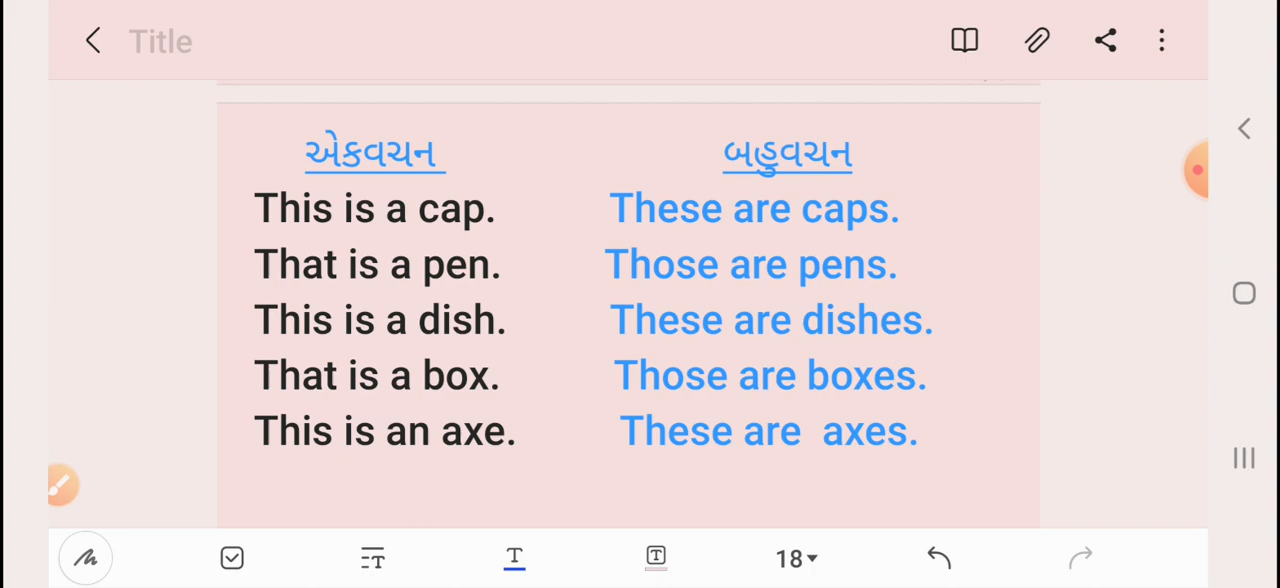 Title
એકવચન બહુવચન
This is a cap. These are caps.
That is a pen. Those are pens.
This is a dish. These are dishes.
That is a box. Those are boxes.
This is an axe. These are axes.
18